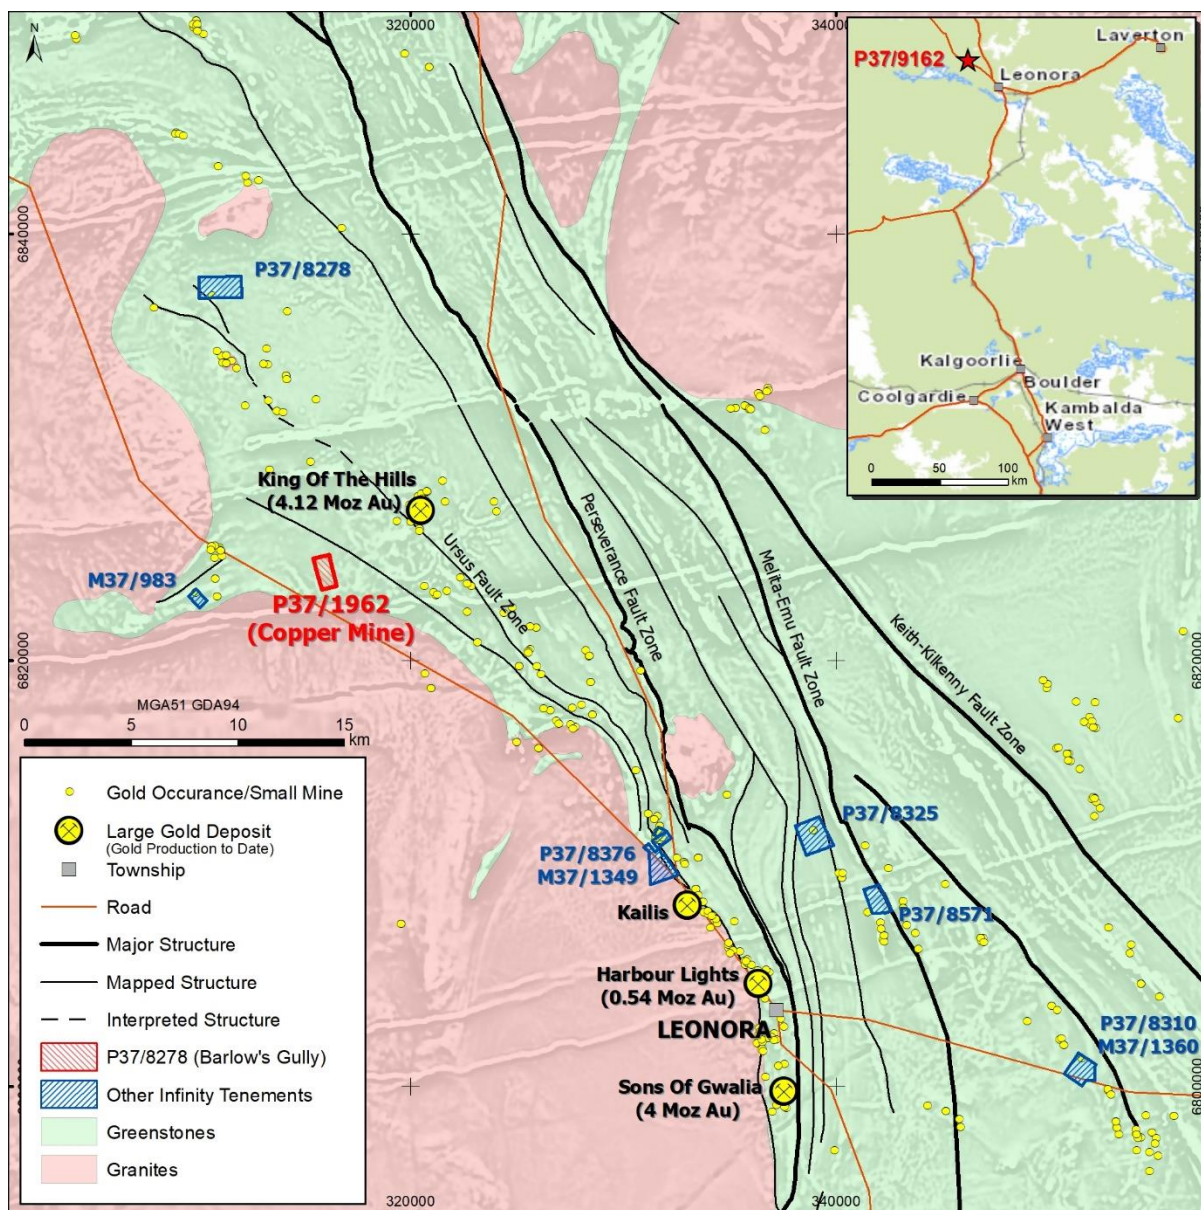 N
320000
340000
P37/9162
Laverton
Leonora
Kalgoorlie
Boulder
Coolgardie
Kambalda
West
0 50 100
km
6840000
P37/8278
King Of The Hills
(4.12 Moz Au)
Ursus Fault Zone
Perseverance Fault Zone
Melita-Emu Fault Zone
Keith-Kilkenny Fault Zone
M37/983
P37/1962
(Copper Mine)
6820000
6820000
MGA51 GDA94
0 5 10 15
km
P37/8325
P37/8376
M37/1349
P37/8571
Kailis
Harbour Lights
(0.54 Moz Au)
LEONORA
P37/8310
M37/1360
Sons Of Gwalia
(4 Moz Au)
6800000
Gold Occurance/Small Mine
Large Gold Deposit
(Gold Production to Date)
Township
Road
Major Structure
Mapped Structure
Interpreted Structure
P37/8278 (Barlow's Gully)
Other Infinity Tenements
Greenstones
Granites
320000
340000